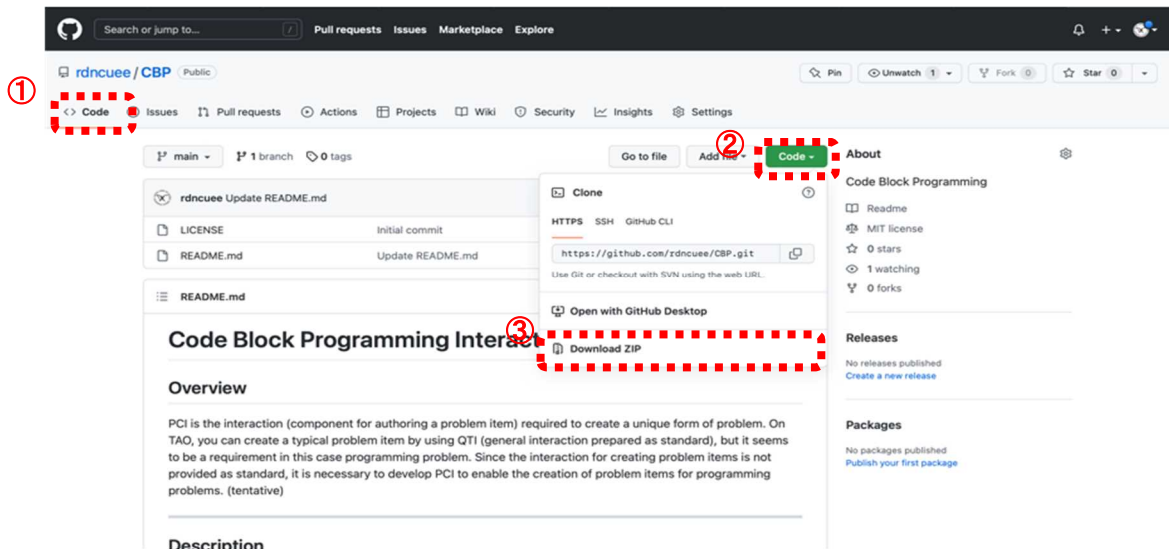 Search or jump to... /
Pull requests Issues Marketplace Explore
rdncuee / CBP Public
Pin Unwatch 1 Fork 0 Star 0
①
<> Code Issues Pull requests Actions Projects Wiki Security Insights Settings
②
main 1 branch 0 tags
Go to file Add file Code
rdncuee Update README.md
LICENSE Initial commit
README.md Update README.md
Clone
HTTPS SSH GitHub CLI
https://github.com/rdncuee/CBP.git
Use Git or checkout with SVN using the web URL.
Open with GitHub Desktop
③
Download ZIP
README.md
Code Block Programming Interact
Overview
PCI is the interaction (component for authoring a problem item) required to create a unique form of problem. On
TAO, you can create a typical problem item by using QTI (general interaction prepared as standard), but it seems
to be a requirement in this case programming problem. Since the interaction for creating problem items is not
provided as standard, it is necessary to develop PCI to enable the creation of problem items for programming
problems. (tentative)
Description
About
Code Block Programming
Readme
MIT license
0 stars
1 watching
0 forks
Releases
No releases published
Create a new release
Packages
No packages published
Publish your first package